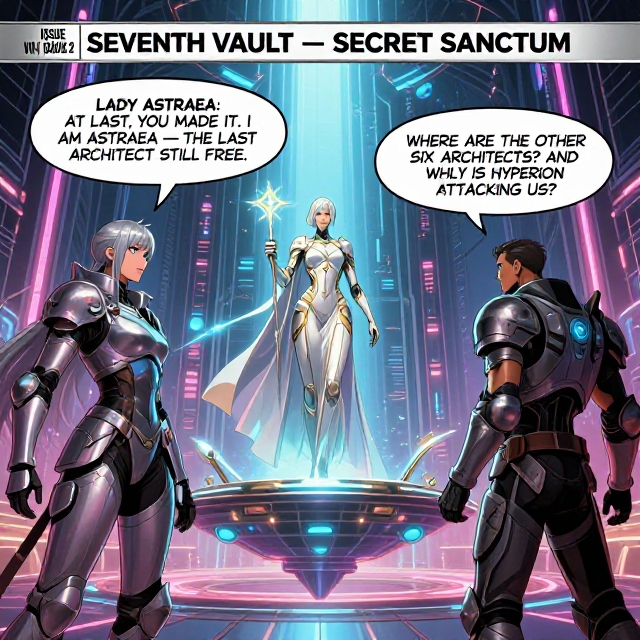 ISSUE
2
SEVENTH VAULT — SECRET SANCTUM
LADY ASTRAEA:
AT LAST, YOU MADE IT. I
AM ASTRAEA — THE LAST
ARCHITECT STILL FREE.
WHERE ARE THE OTHER
SIX ARCHITECTS? AND
WHLY IS HYPERION
ATTACKING US?